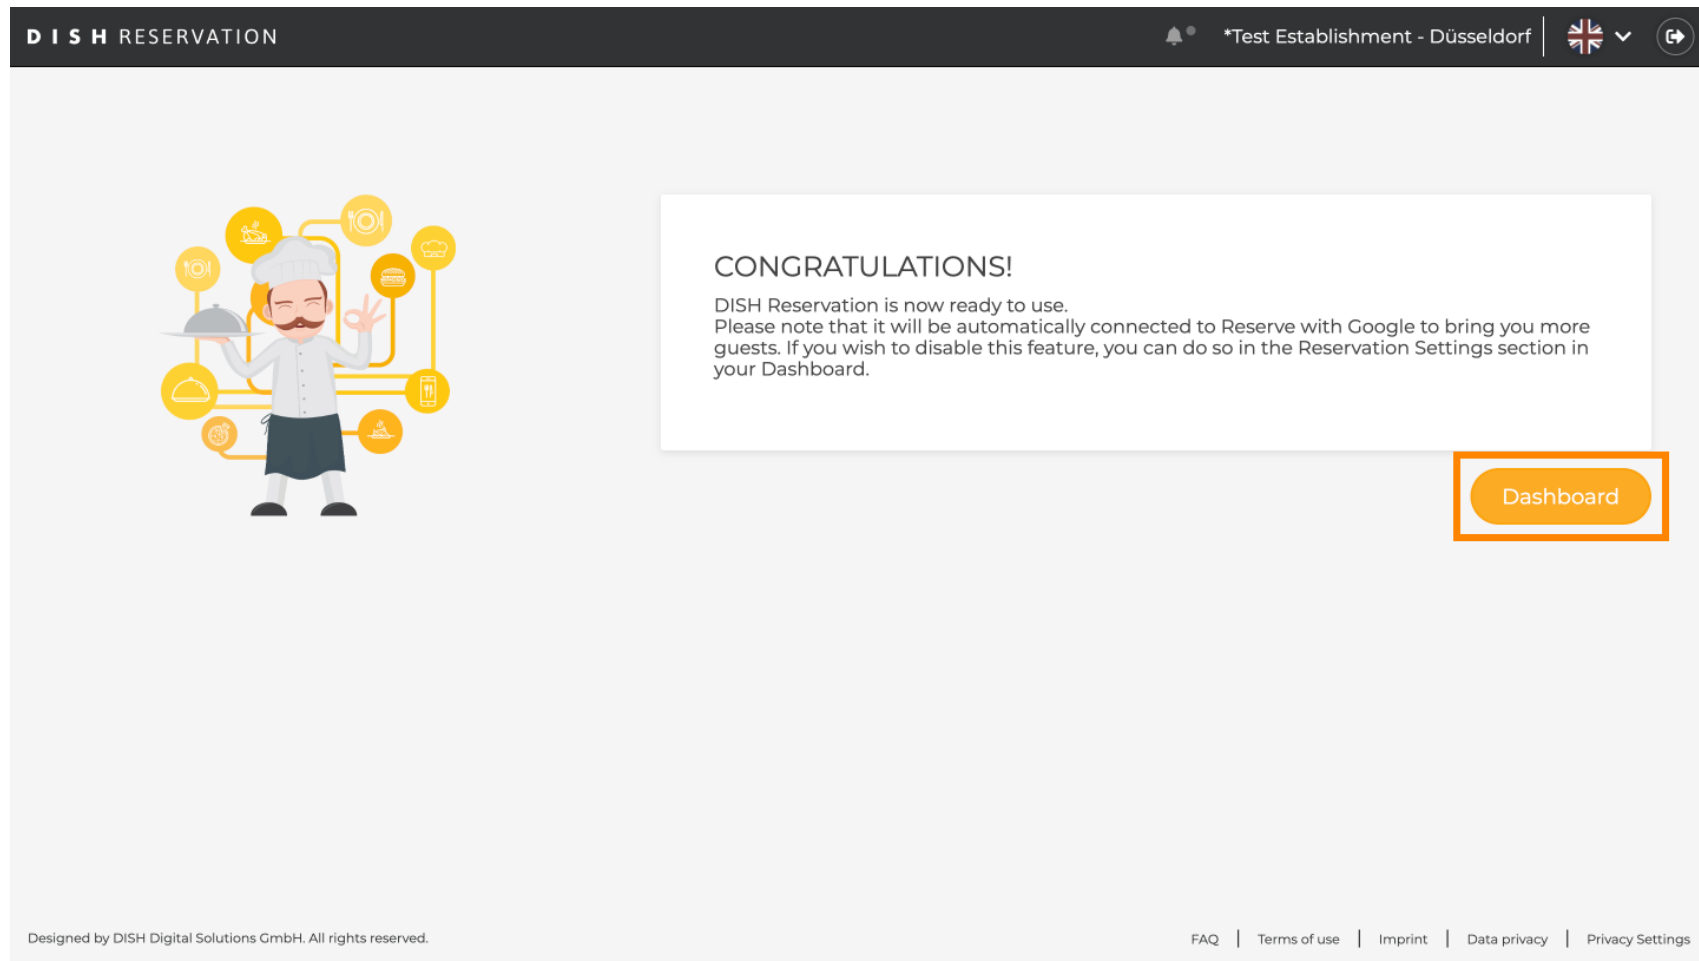 DISH RESERVATION
*Test Establishment - Düsseldorf
CONGRATULATIONS!
DISH Reservation is now ready to use.
Please note that it will be automatically connected to Reserve with Google to bring you more
guests. If you wish to disable this feature, you can do so in the Reservation Settings section in
your Dashboard.
Dashboard
Designed by DISH Digital Solutions GmbH. All rights reserved.
FAQ | Terms of use | Imprint | Data privacy | Privacy Settings